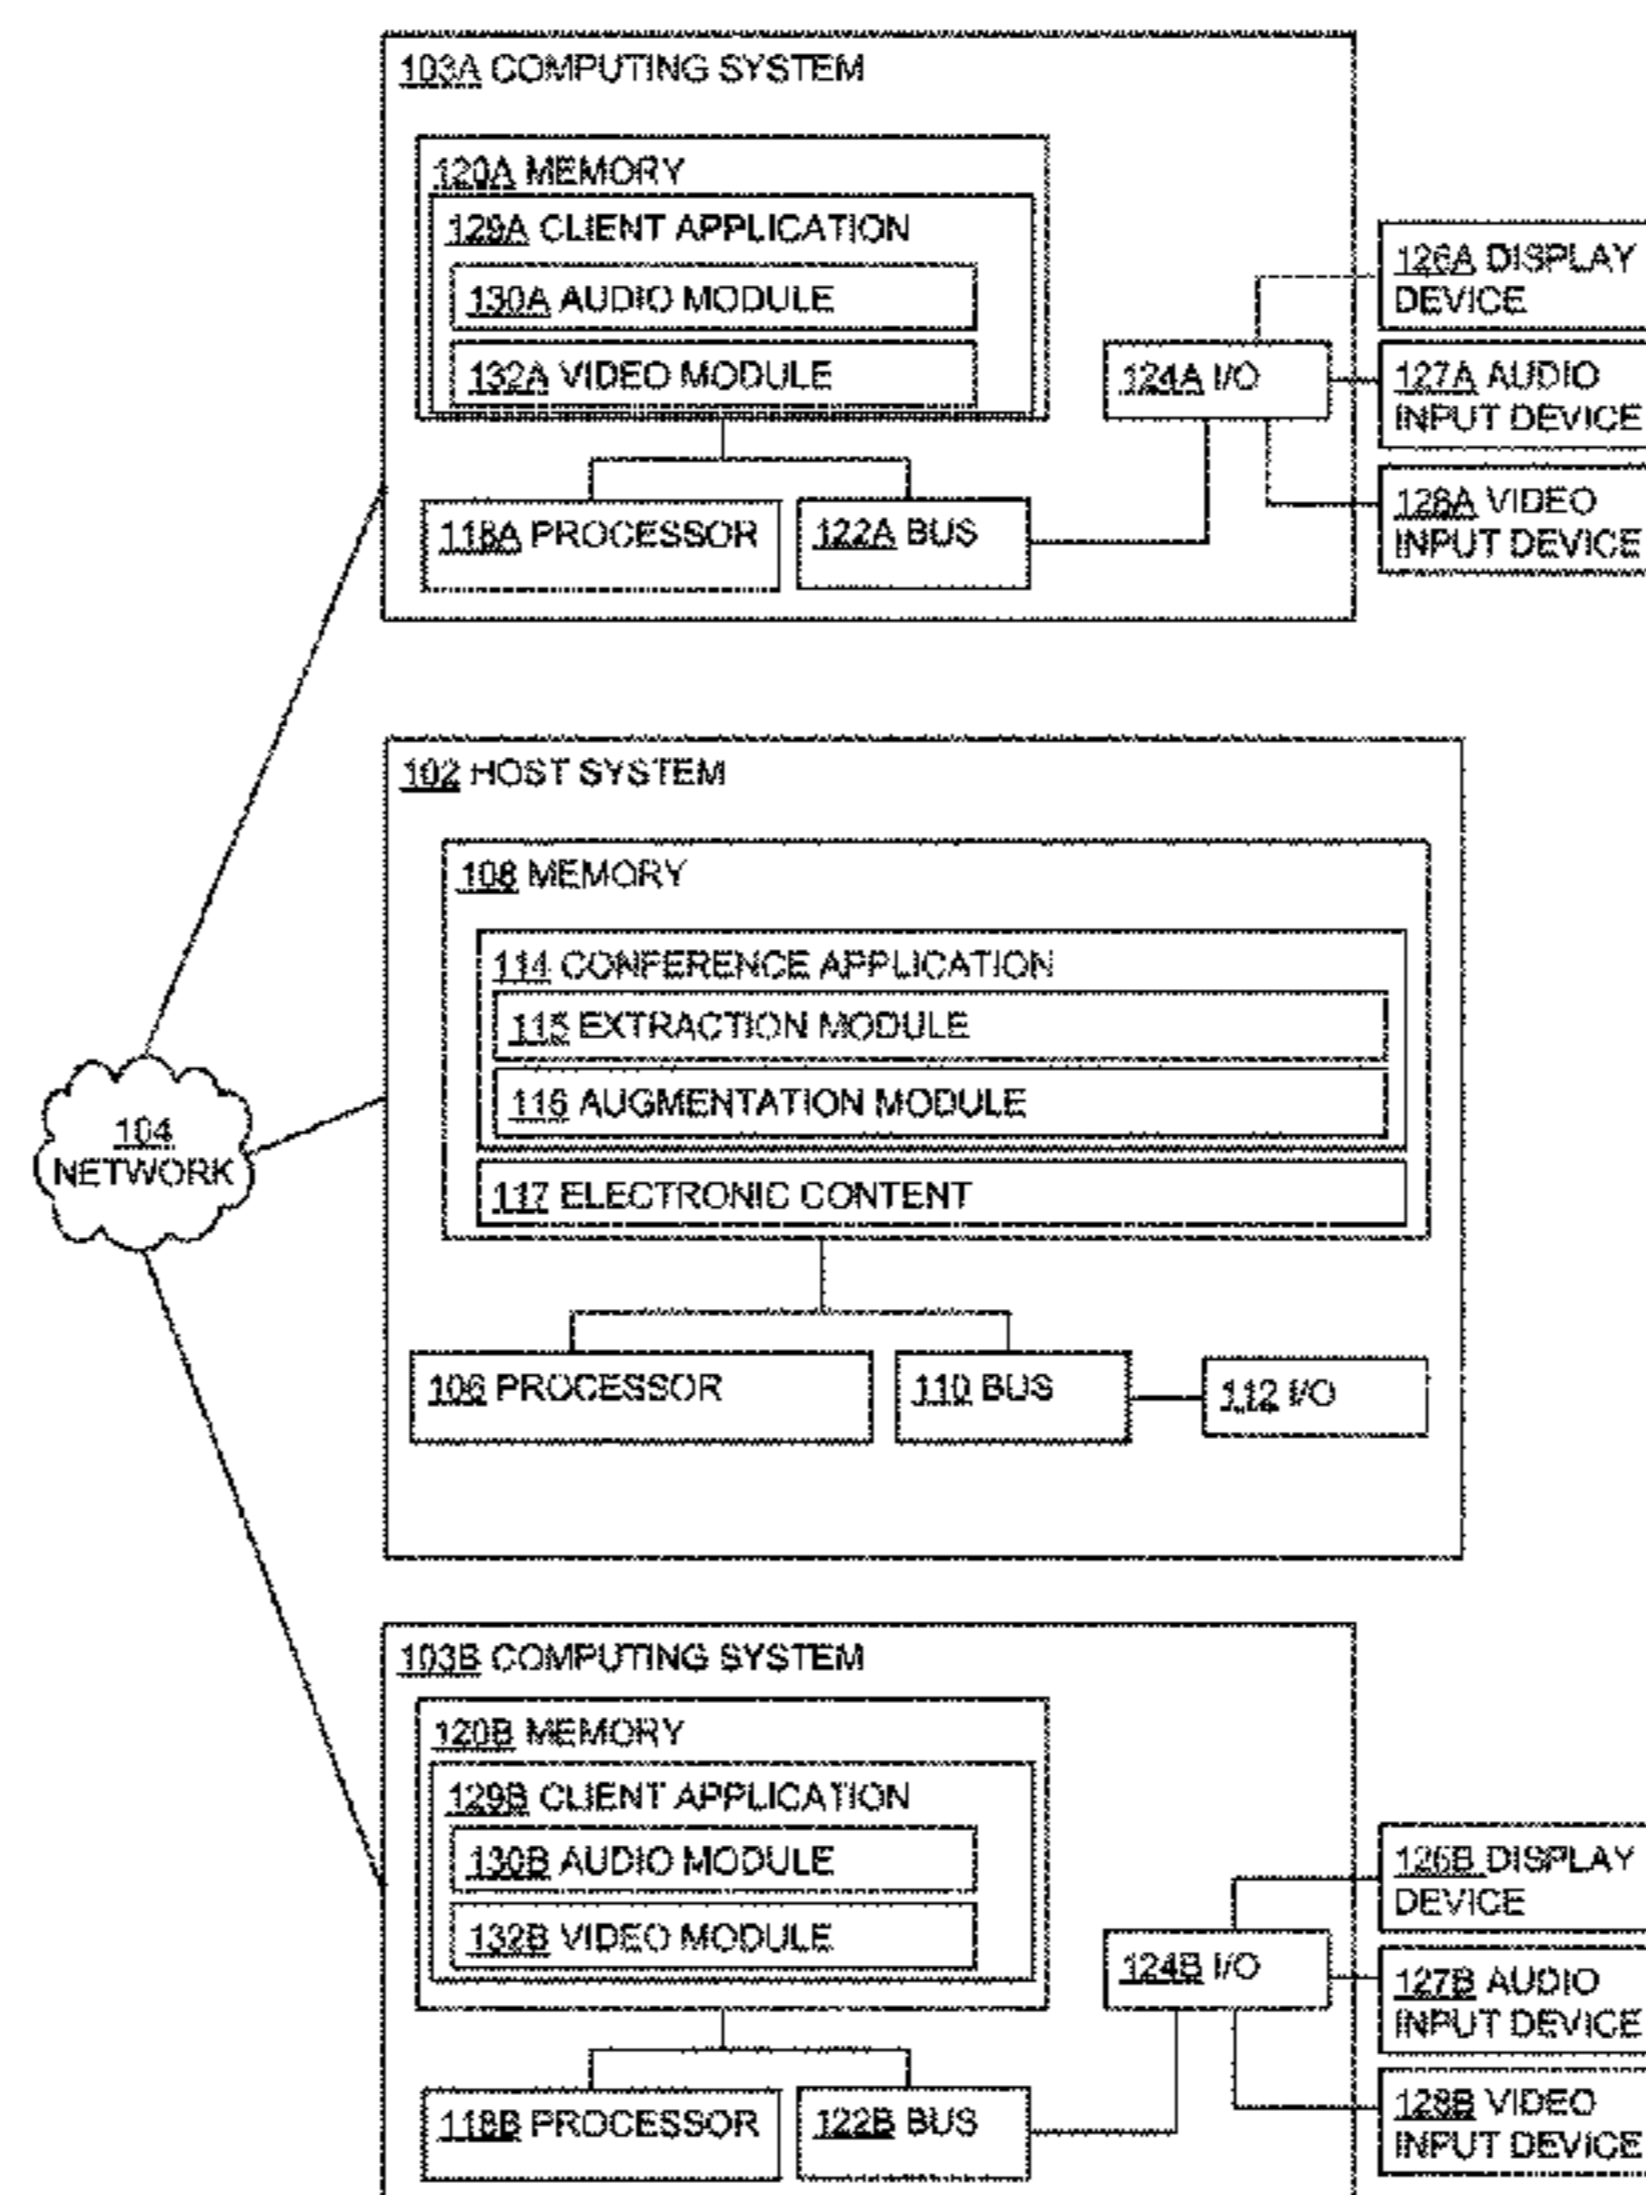 103A COMPUTING SYSTEM
120A MEMORY
129A CLIENT APPLICATION
130A AUDIO MODULE
132A VIDEO MODULE
118A PROCESSOR
122A BUS
124A I/O
126A DISPLAY
DEVICE
127A AUDIO
INPUT DEVICE
128A VIDEO
INPUT DEVICE
104
NETWORK
102 HOST SYSTEM
108 MEMORY
114 CONFERENCE APPLICATION
115 EXTRACTION MODULE
116 AUGMENTATION MODULE
117 ELECTRONIC CONTENT
106 PROCESSOR
110 BUS
112 I/O
103B COMPUTING SYSTEM
120B MEMORY
129B CLIENT APPLICATION
130B AUDIO MODULE
132B VIDEO MODULE
118B PROCESSOR
122B BUS
124B I/O
126B DISPLAY
DEVICE
127B AUDIO
INPUT DEVICE
128B VIDEO
INPUT DEVICE